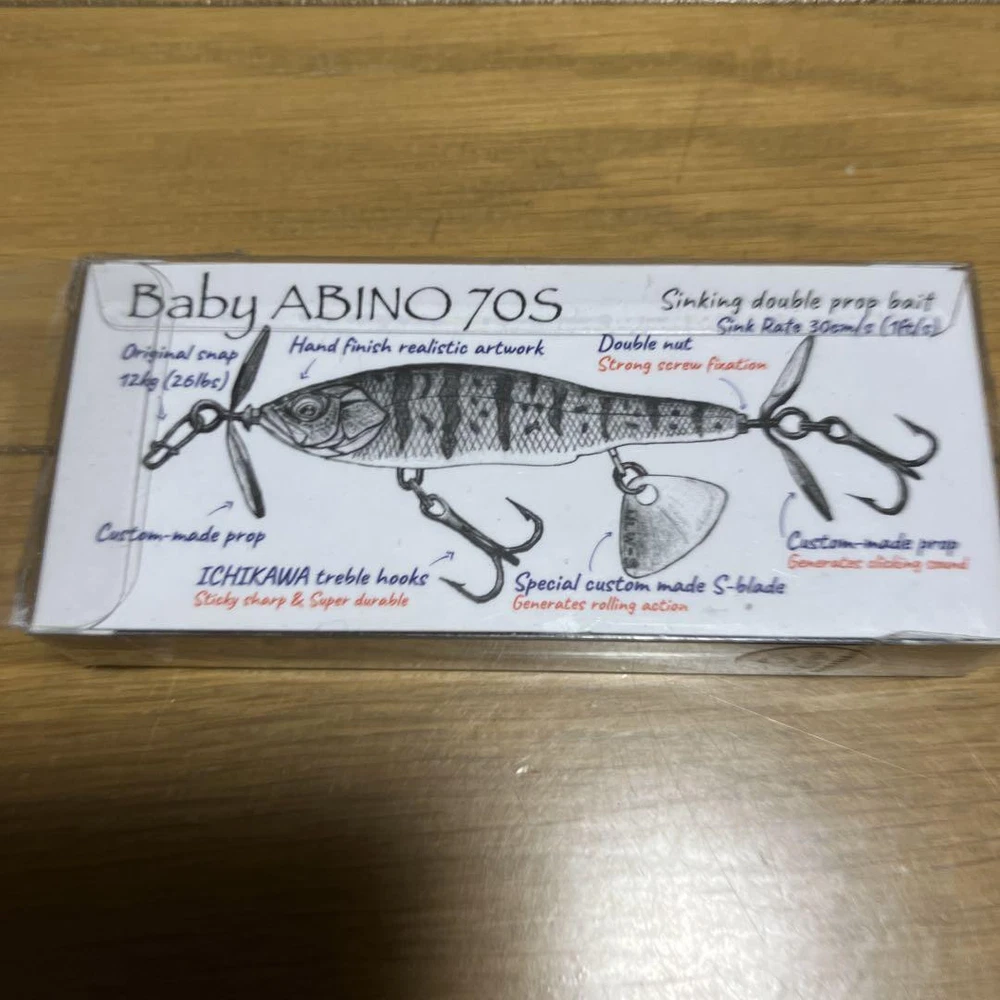 Baby ABINO 70S
Sinking double prop bait
Sink Rate 30cm/s (1ft/s)
Original snap
12kg (26lbs)
Hand finish realistic artwork
Double nut
Strong screw fixation
Custom-made prop
ICHIKAWA treble hooks
Sticky sharp & Super durable
Special custom made S-blade
Generates rolling action
Custom-made prop
Generates clicking sound